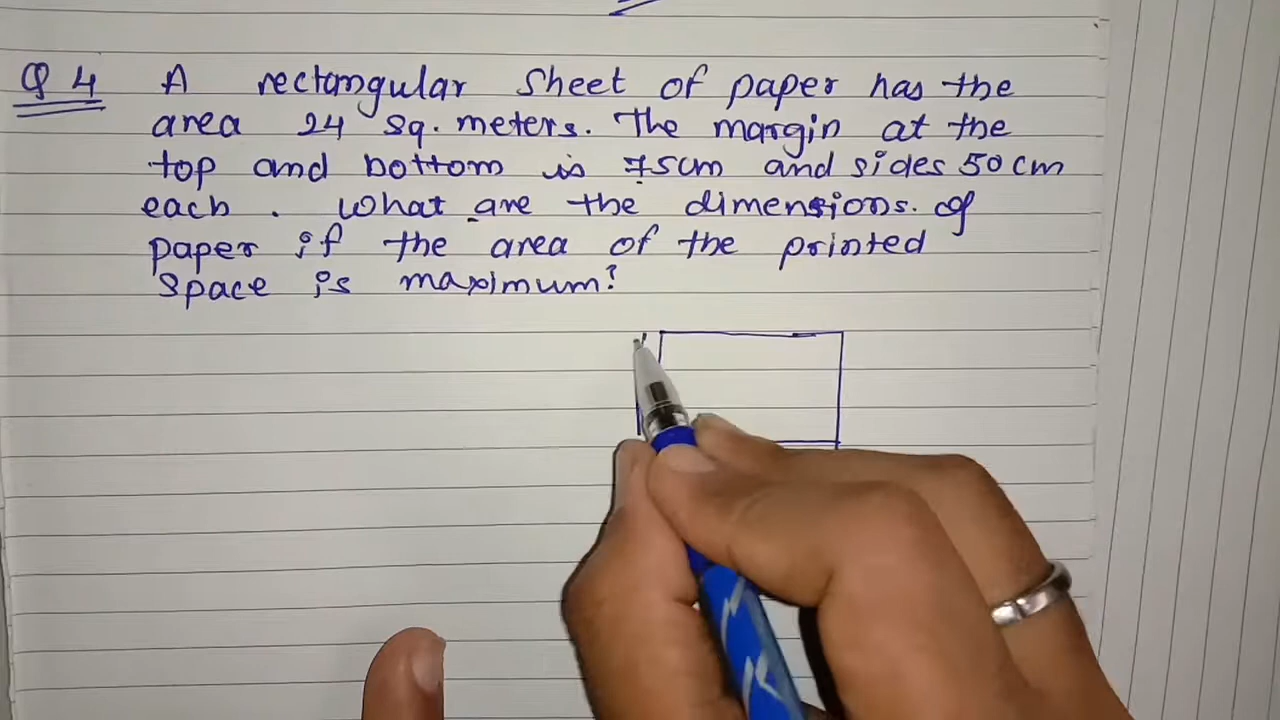 Q 4 A rectangular sheet of paper has the
area 24 sq. meters. The margin at the
top and bottom is 75cm and sides 50 cm
each. What are the dimensions. of
paper if the area of the printed
space is maximum?